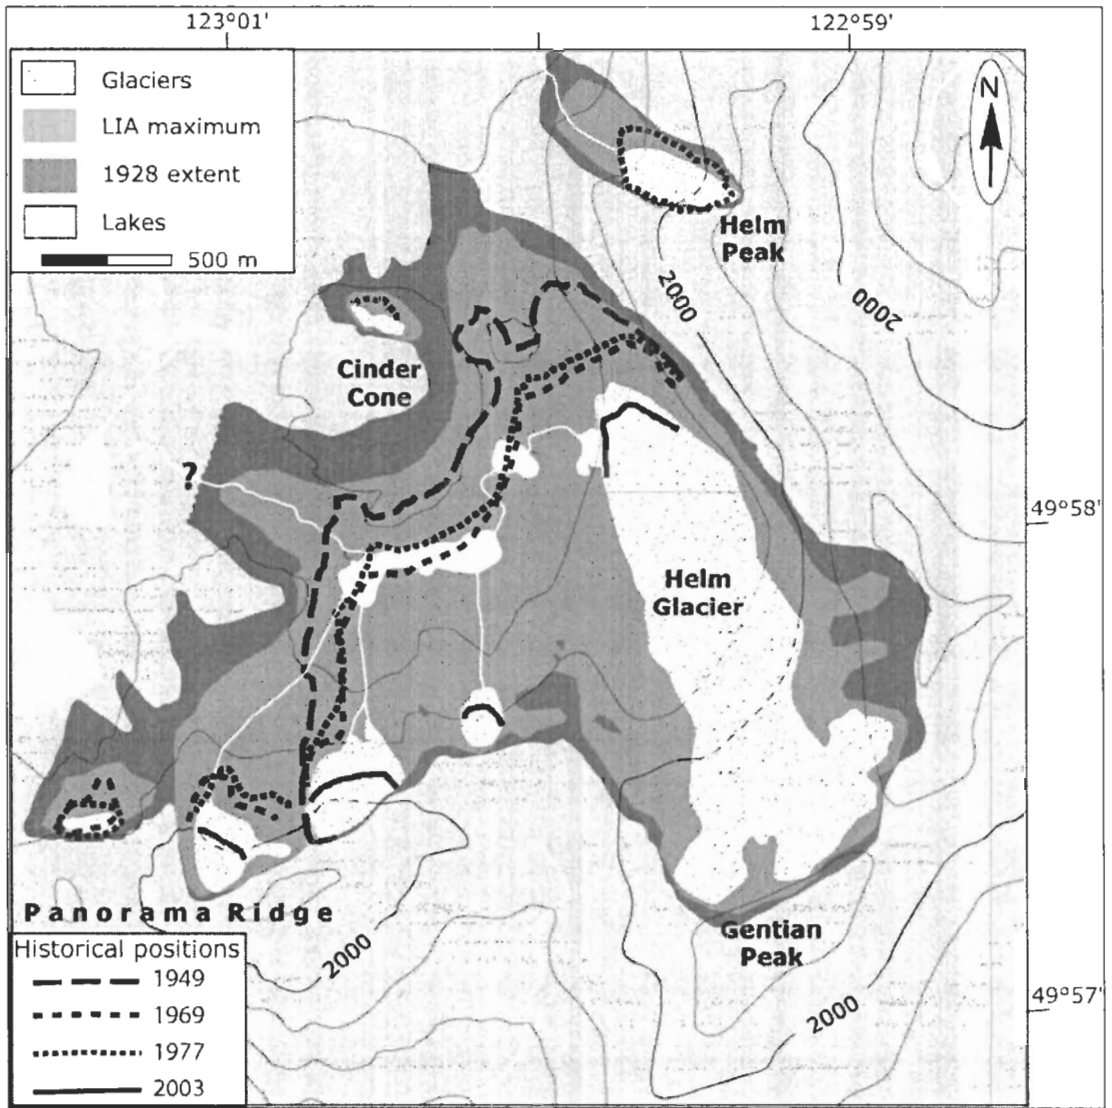 123°01'
122°59'
Glaciers
LIA maximum
1928 extent
Lakes
500 m
N
Helm
Peak
2000
2000
Cinder
Cone
?
49°58'
Helm
Glacier
Panorama Ridge
Gentian
Peak
2000
2000
49°57'
Historical positions
1949
1969
1977
2003